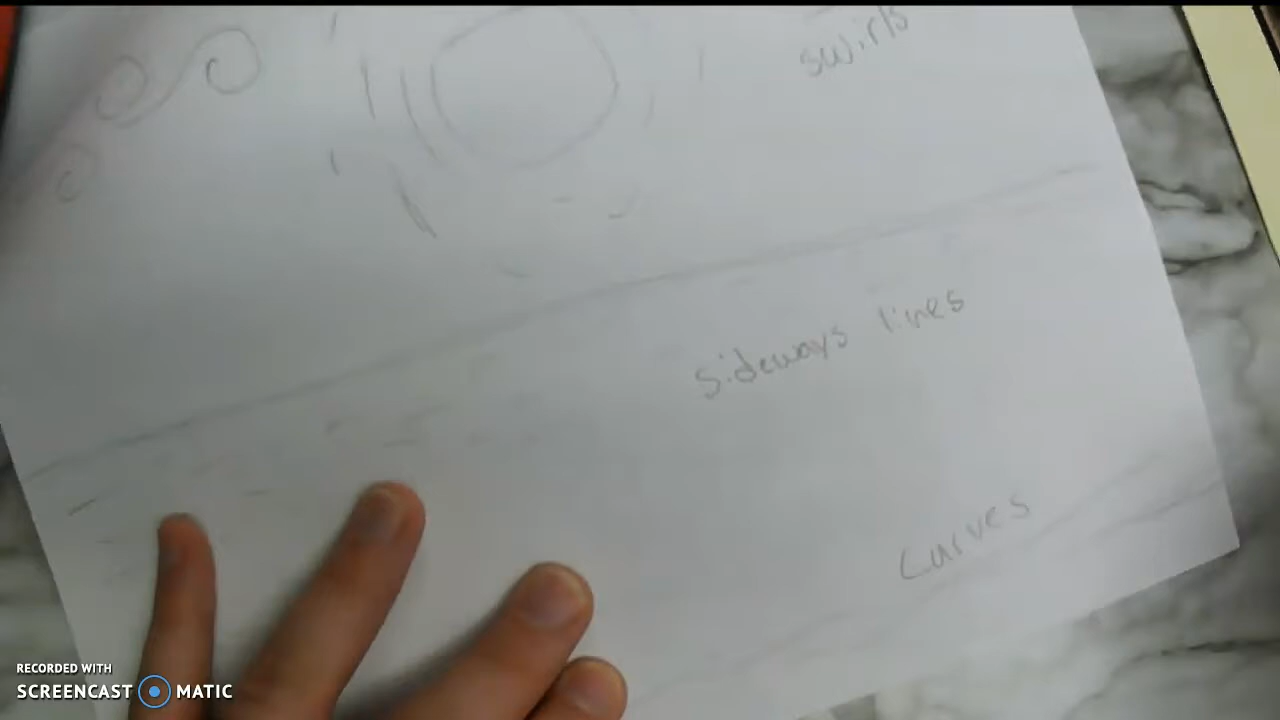 swirls
sideways lines
curves
RECORDED WITH
SCREENCAST MATIC